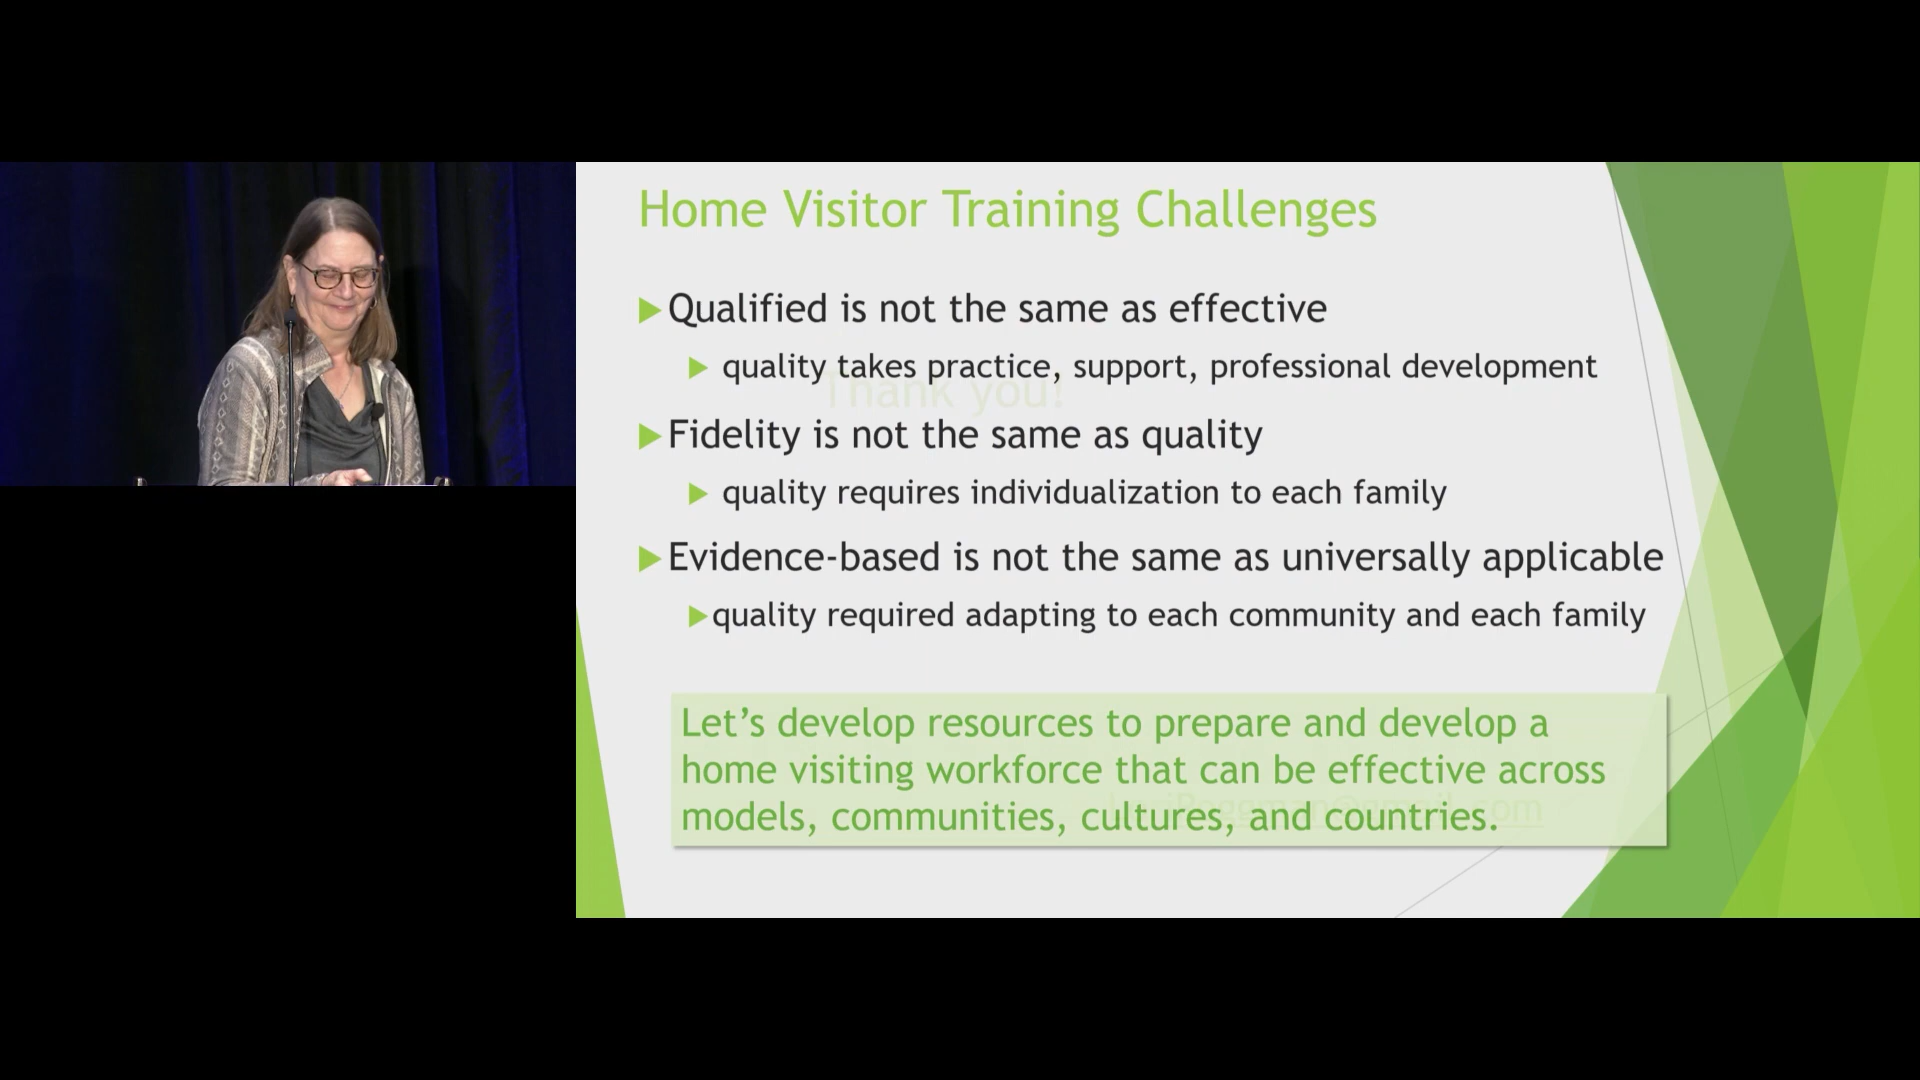 Home Visitor Training Challenges
Qualified is not the same as effective
quality takes practice, support, professional development
Thank you!
Fidelity is not the same as quality
quality requires individualization to each family
Evidence-based is not the same as universally applicable
quality required adapting to each community and each family
Let’s develop resources to prepare and develop a
home visiting workforce that can be effective across
models, communities, cultures, and countries.